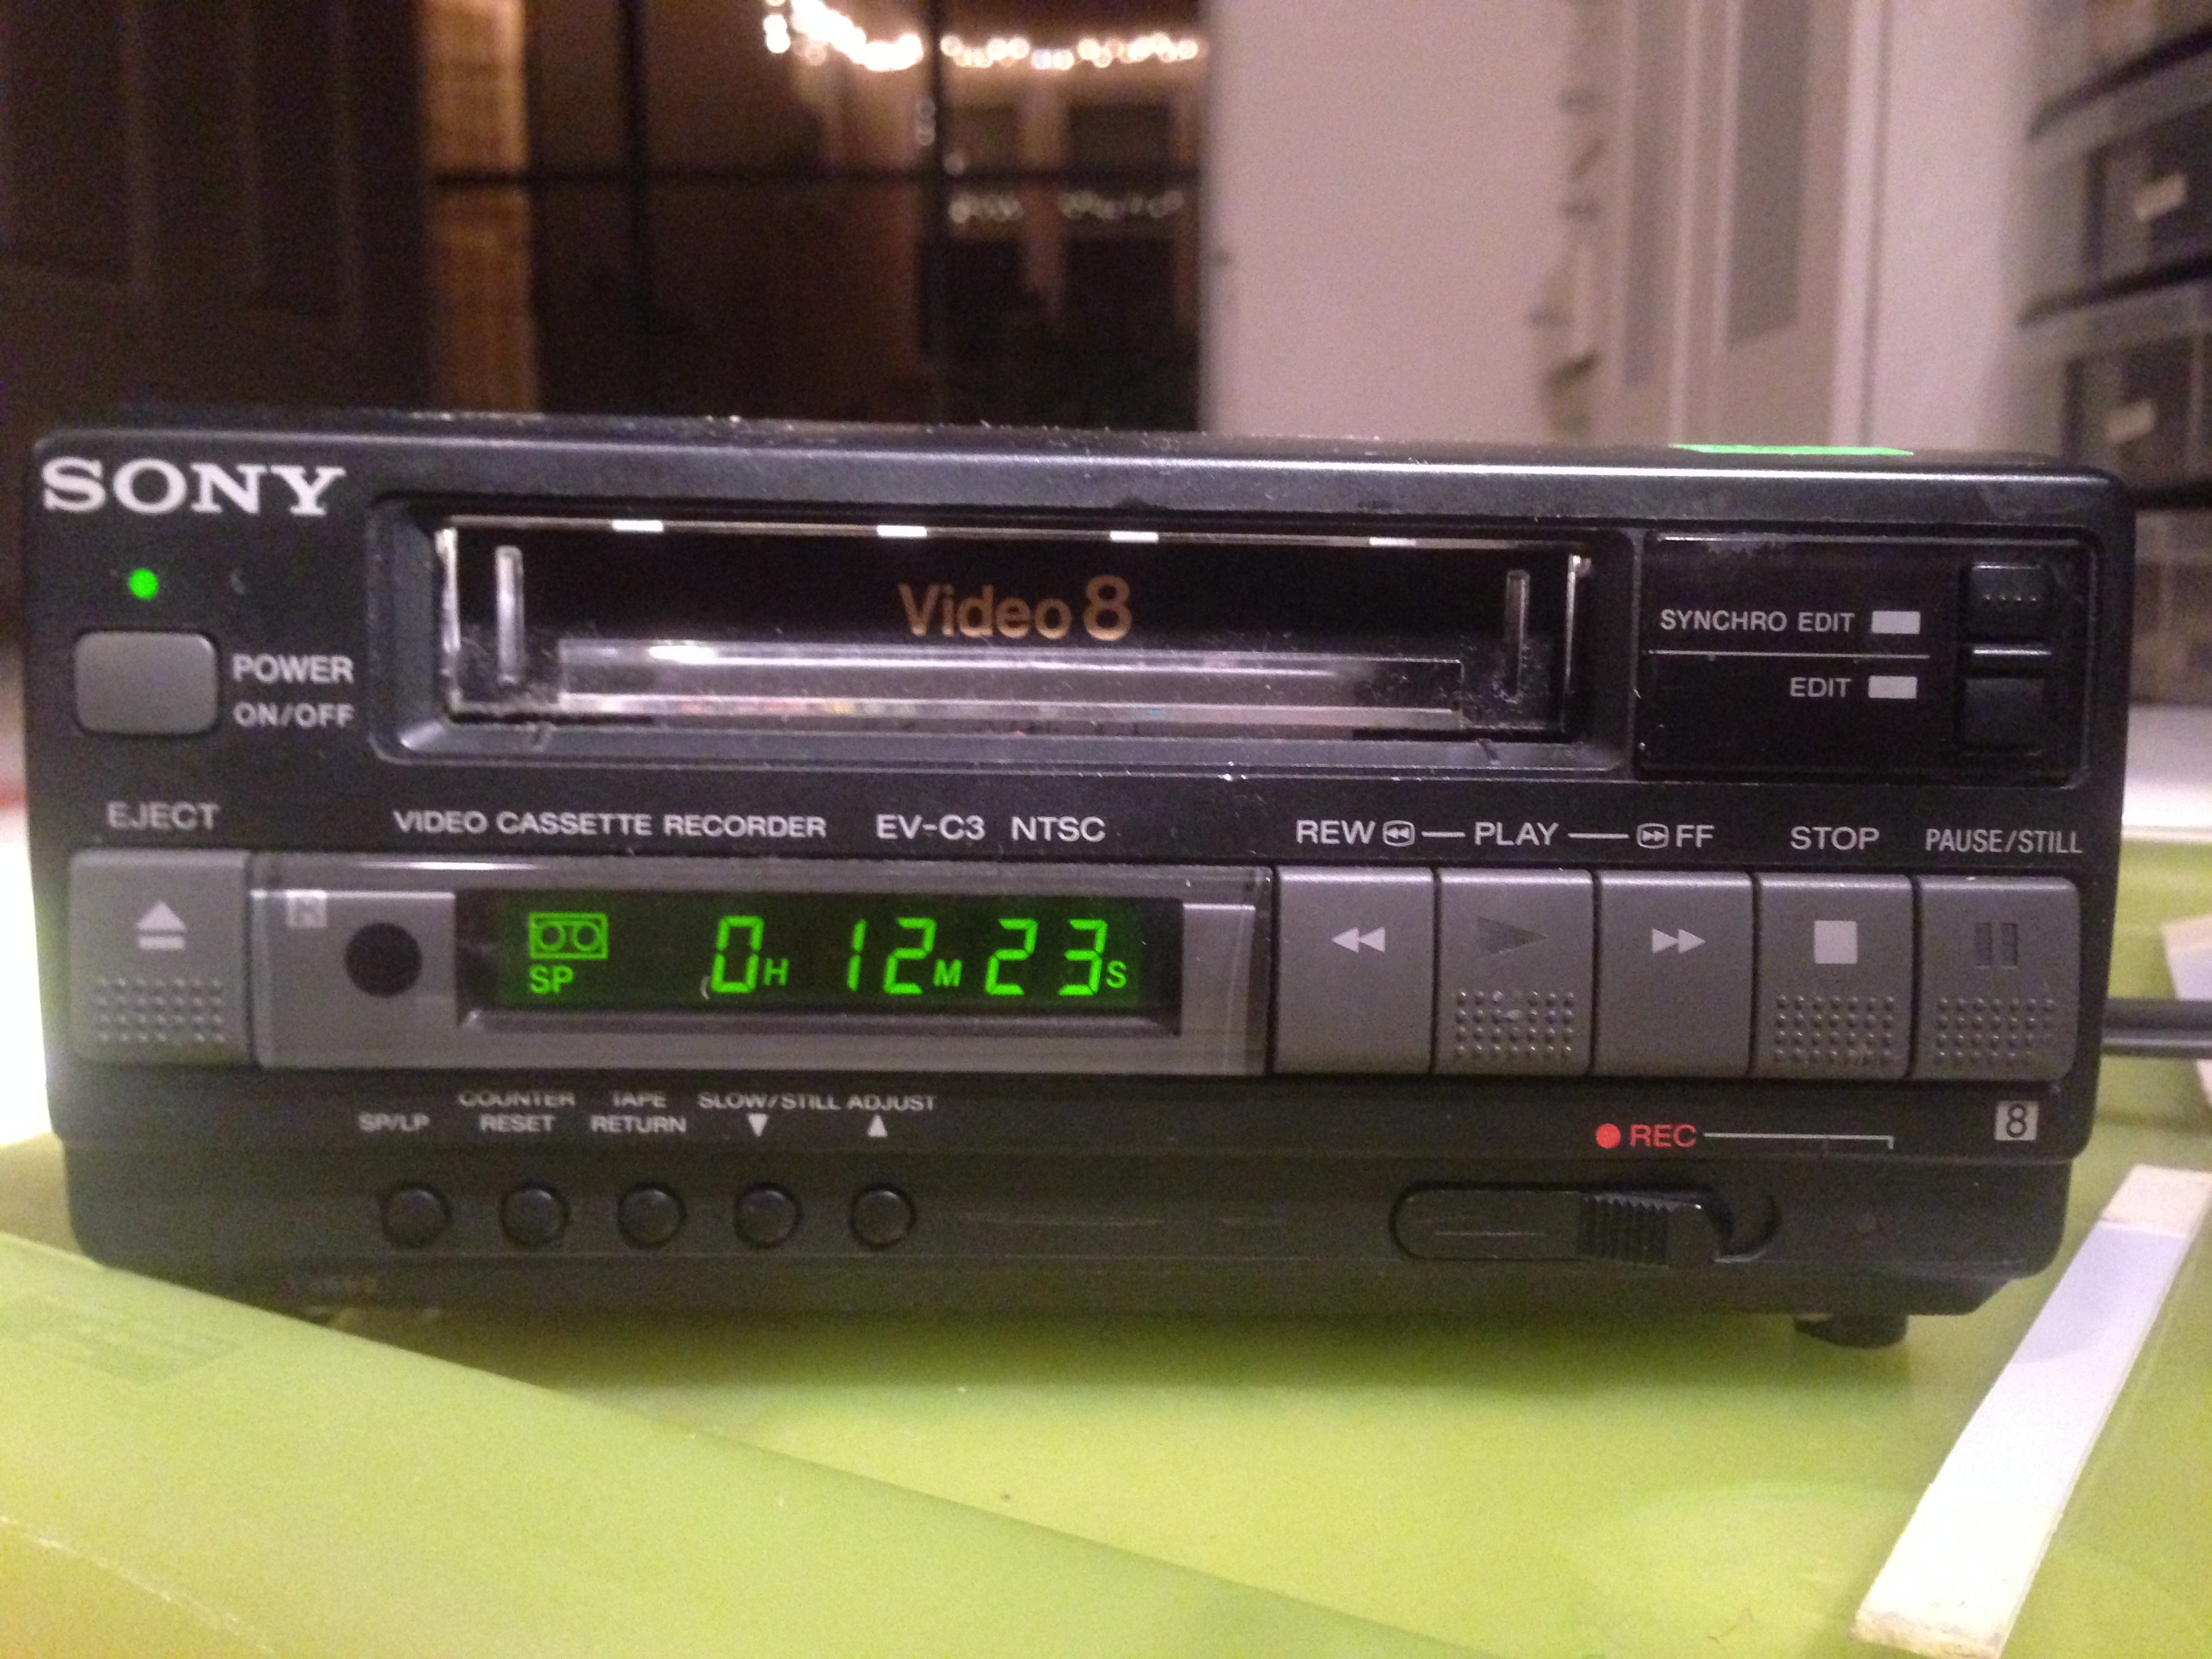 SONY
Video 8
SYNCHRO EDIT
EDIT
POWER
ON/OFF
EJECT
VIDEO CASSETTE RECORDER EV-C3 NTSC
REW PLAY FF STOP PAUSE/STILL
R
SP
0H 12M 23S
SP/LP
COUNTER
RESET
TAPE
RETURN
SLOW/STILL ADJUST
REC
8